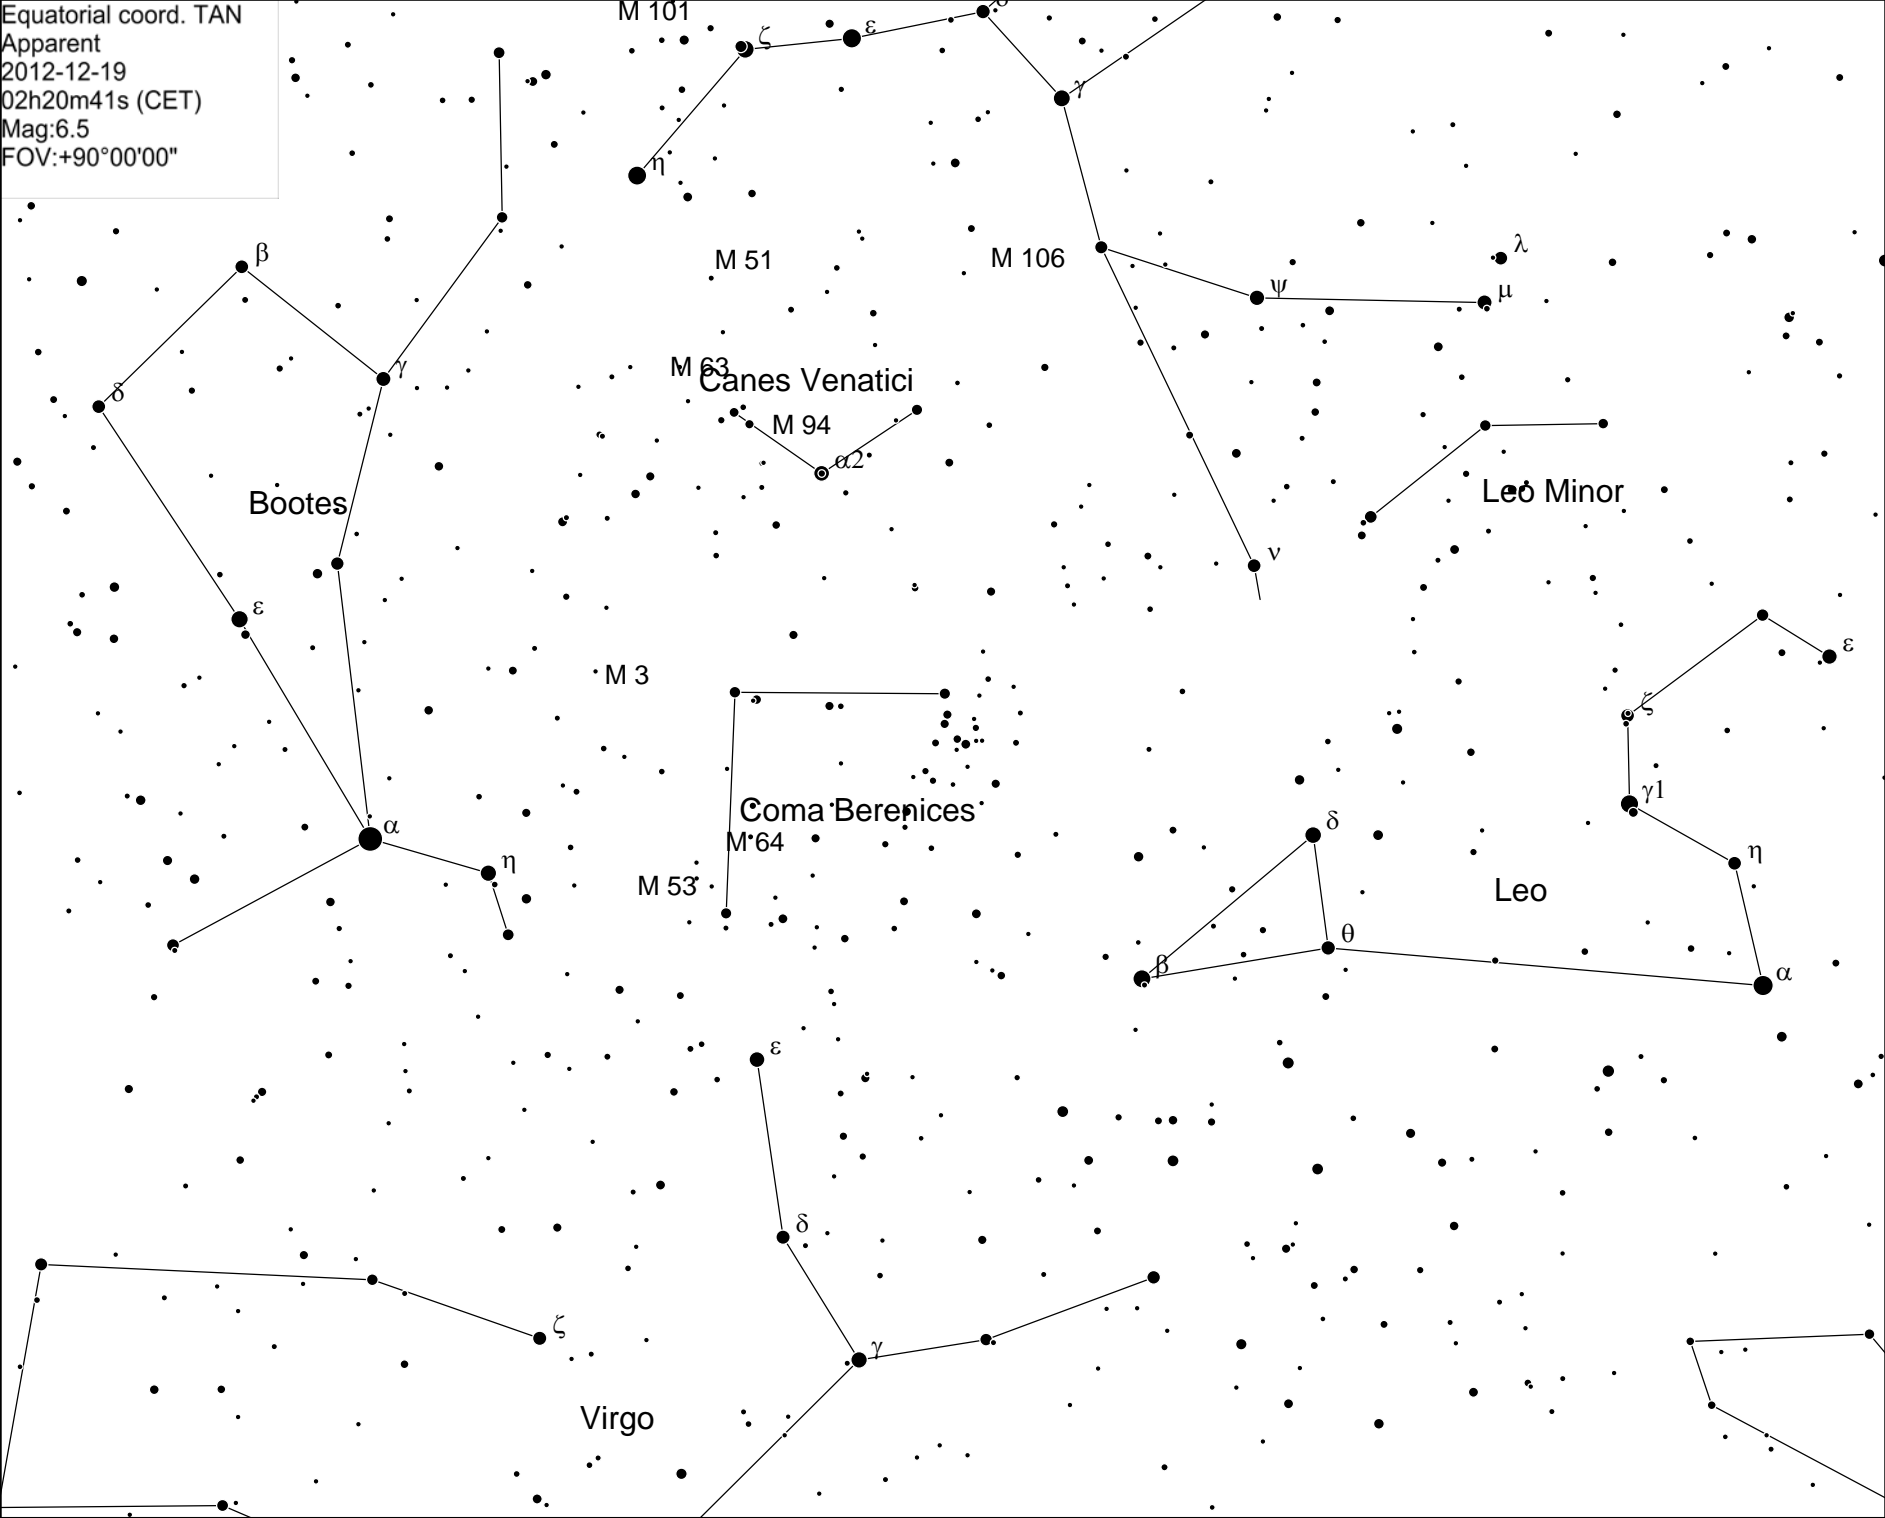 Equatorial coord. TAN
Apparent
2012-12-19
02h20m41s (CET)
Mag:6.5
FOV:+90°00'00"
M 101
ζ
ε
γ
η
β
M 51
M 106
λ
ψ
μ
γ
M 63
Canes Venatici
δ
M 94
α2
Bootes
Leo Minor
ν
ε
ε
M 3
ζ
γ1
Coma Berenices
α
δ
M 64
η
η
M 53
Leo
θ
β
α
ε
δ
ζ
γ
Virgo